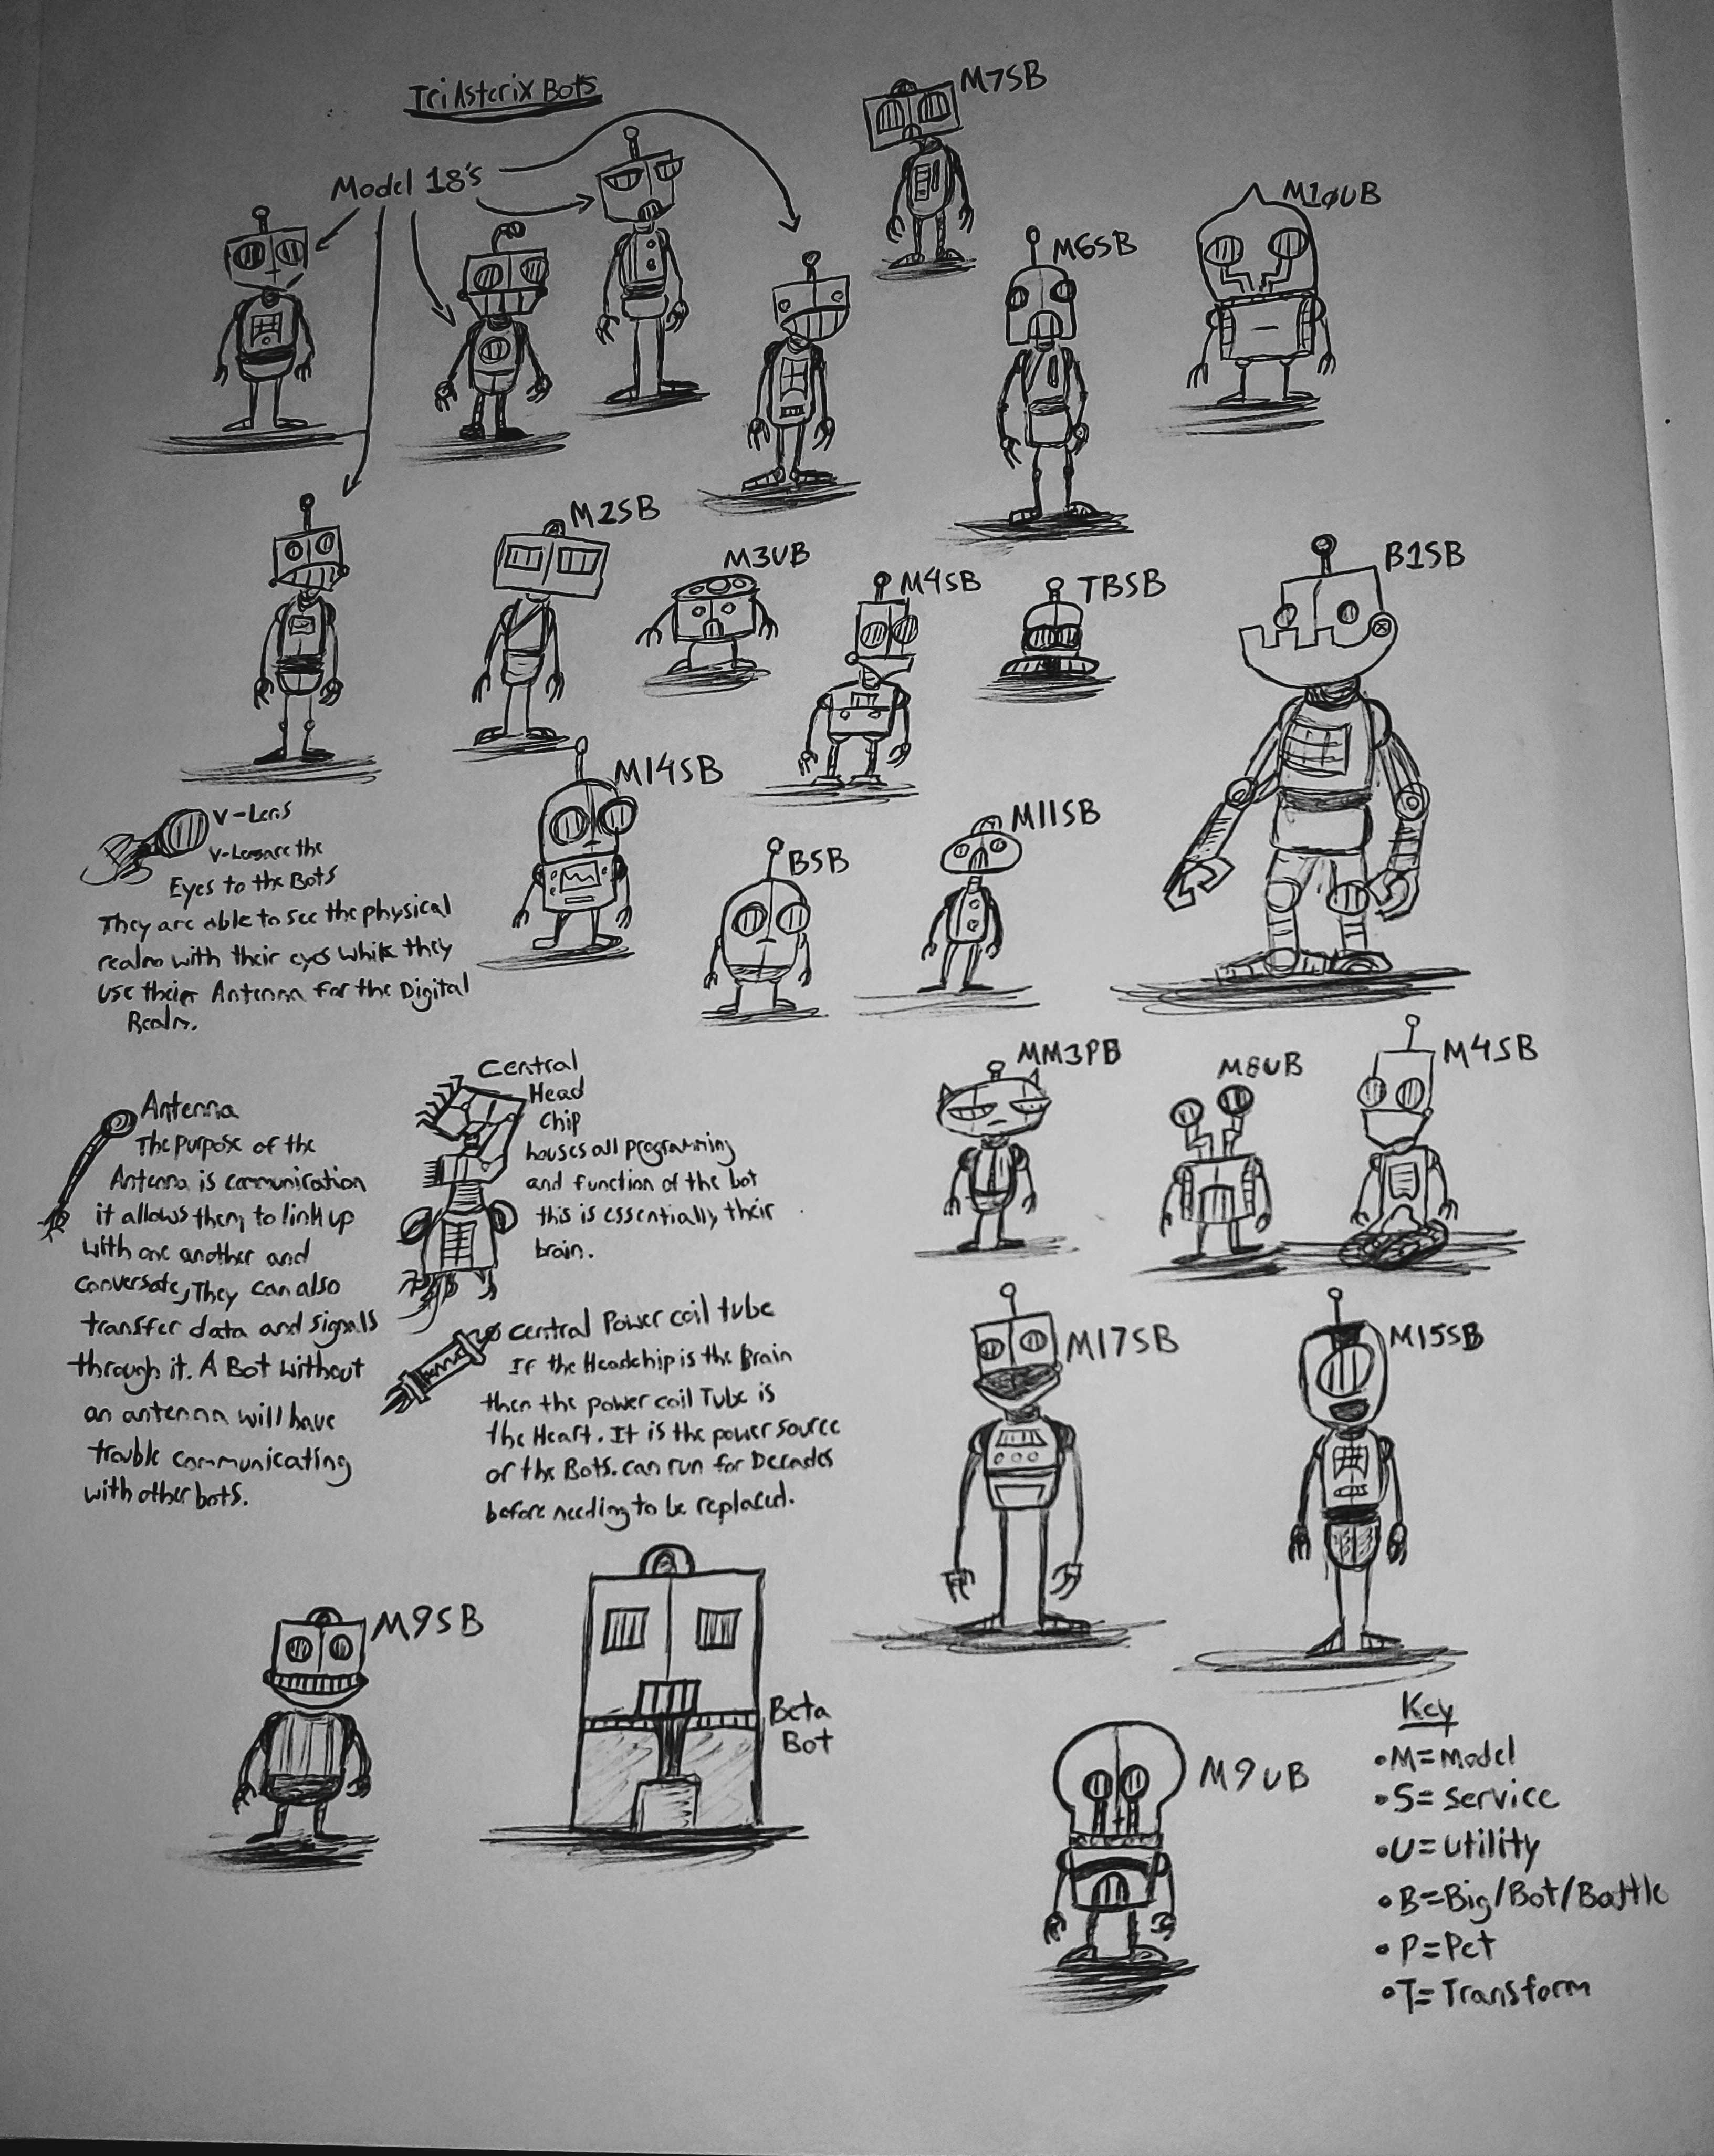 TriAsterix Bots
Model 18's
M7SB
M6SB
M10UB
M2SB
M3UB
M4SB
TBSB
B1SB
M14SB
BSB
M11SB
V-Lens
V-Lens are the
Eyes to the Bots
They are able to see the physical
realm with their eyes while they
use their Antenna for the Digital
Realm.
Antenna
The purpose of the
Antenna is communication
it allows them to link up
with one another and
conversate, They can also
transfer data and signals
through it. A Bot without
an antenna will have
trouble communicating
with other bots.
Central
Head
Chip
houses all programming
and function of the bot
this is essentially their
brain.
Central Power coil tube
If the Headchip is the Brain
then the power coil Tube is
the Heart. It is the power source
of the Bots. can run for Decades
before needing to be replaced.
MM3PB
M8UB
M4SB
M17SB
M15SB
M9SB
Beta
Bot
M9UB
Key
• M=Model
• S=service
• U=utility
• B=Big/Bot/Battle
• P=Pet
• T=Transform